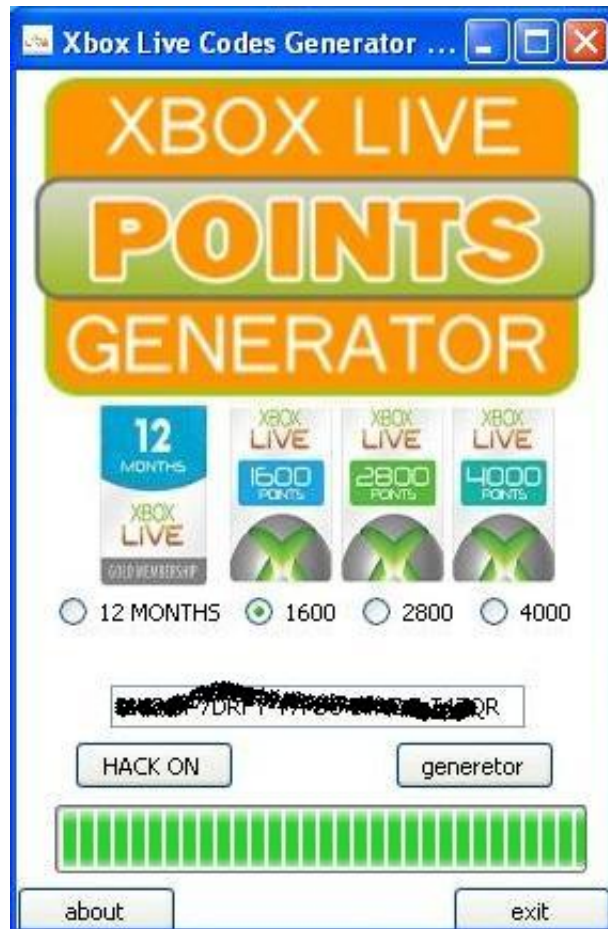 Xbox Live Codes Generator ...
XBOX LIVE
POINTS
GENERATOR
12
MONTHS
XBOX
LIVE
GOLD MEMBERSHIP
XBOX
LIVE
1600
POINTS
XBOX
LIVE
2800
POINTS
XBOX
LIVE
4000
POINTS
12 MONTHS 1600 2800 4000
HACK ON generetor
about exit